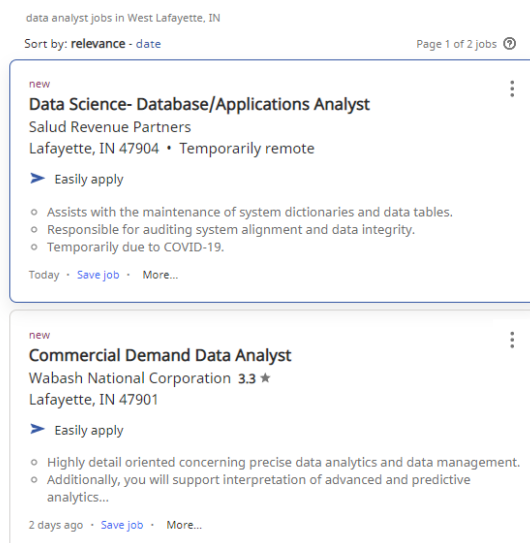 data analyst jobs in West Lafayette, IN
Sort by: relevance - date
Page 1 of 2 jobs ?
new
Data Science- Database/Applications Analyst
Salud Revenue Partners
Lafayette, IN 47904 • Temporarily remote
Easily apply
Assists with the maintenance of system dictionaries and data tables.
Responsible for auditing system alignment and data integrity.
Temporarily due to COVID-19.
Today · Save job · More...
new
Commercial Demand Data Analyst
Wabash National Corporation 3.3 ★
Lafayette, IN 47901
Easily apply
Highly detail oriented concerning precise data analytics and data management.
Additionally, you will support interpretation of advanced and predictive
analytics...
2 days ago · Save job · More...